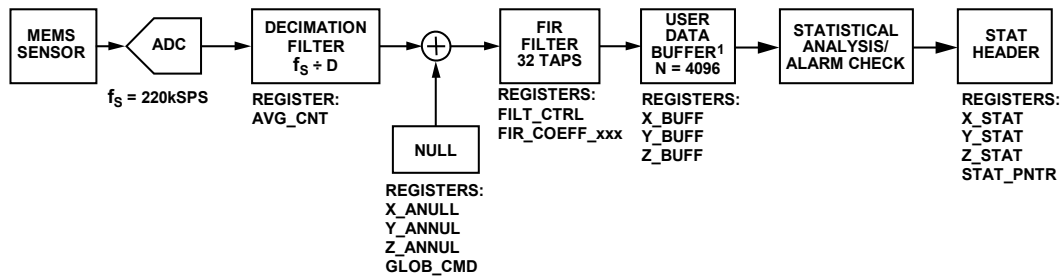 MEMS
SENSOR
ADC
fS = 220kSPS
DECIMATION
FILTER
fS ÷ D
REGISTER:
AVG_CNT
NULL
REGISTERS:
X_ANULL
Y_ANNUL
Z_ANNUL
GLOB_CMD
FIR
FILTER
32 TAPS
REGISTERS:
FILT_CTRL
FIR_COEFF_xxx
USER
DATA
BUFFER1
N = 4096
REGISTERS:
X_BUFF
Y_BUFF
Z_BUFF
STATISTICAL
ANALYSIS/
ALARM CHECK
STAT
HEADER
REGISTERS:
X_STAT
Y_STAT
Z_STAT
STAT_PNTR